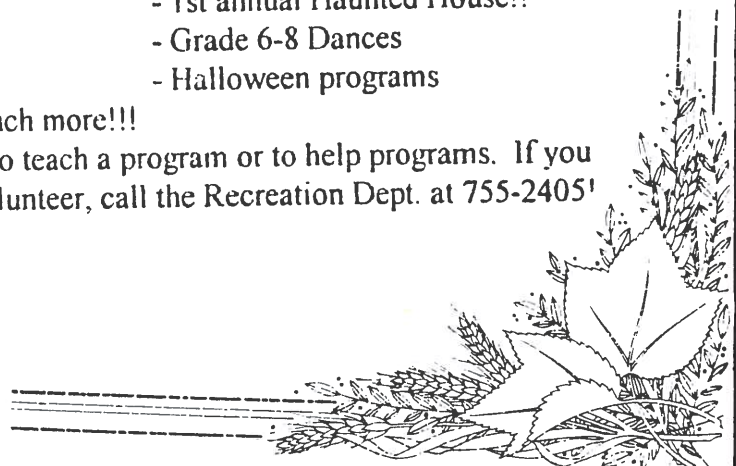 - 1st annual Haunted House!!
- Grade 6-8 Dances
- Halloween programs
ch more!!!
o teach a program or to help programs. If you
lunteer, call the Recreation Dept. at 755-2405!